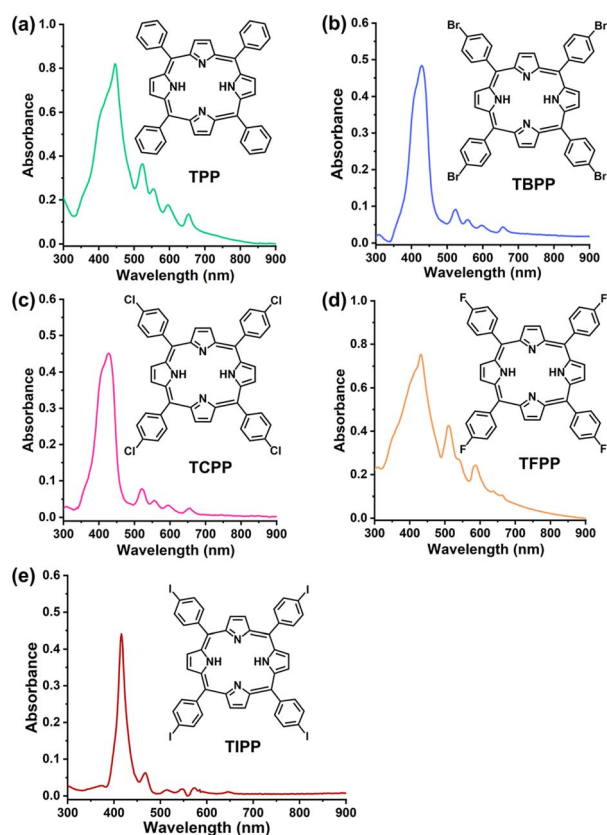 (a)
Absorbance
1.0
0.8
0.6
0.4
0.2
0.0
300 400 500 600 700 800 900
Wavelength (nm)
N
NH HN
N
TPP
(b)
Absorbance
0.6
0.5
0.4
0.3
0.2
0.1
0.0
300 400 500 600 700 800 900
Wavelength (nm)
Br Br
N
NH HN
N
Br Br
TBPP
(c)
Absorbance
0.6
0.5
0.4
0.3
0.2
0.1
0.0
300 400 500 600 700 800 900
Wavelength (nm)
Cl Cl
N
NH HN
N
Cl Cl
TCPP
(d)
Absorbance
1.0
0.8
0.6
0.4
0.2
0.0
300 400 500 600 700 800 900
Wavelength (nm)
F F
N
NH HN
N
F F
TFPP
(e)
Absorbance
0.6
0.5
0.4
0.3
0.2
0.1
0.0
300 400 500 600 700 800 900
Wavelength (nm)
I I
N
NH HN
N
I I
TIPP